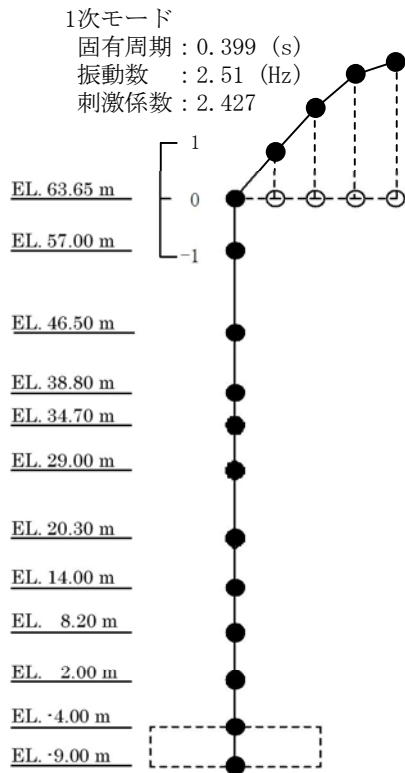 1次モード
固有周期:0.399 (s)
振動数 :2.51 (Hz)
刺激係数:2.427
1
0
-1
EL. 63.65 m
EL. 57.00 m
EL. 46.50 m
EL. 38.80 m
EL. 34.70 m
EL. 29.00 m
EL. 20.30 m
EL. 14.00 m
EL. 8.20 m
EL. 2.00 m
EL. -4.00 m
EL. -9.00 m